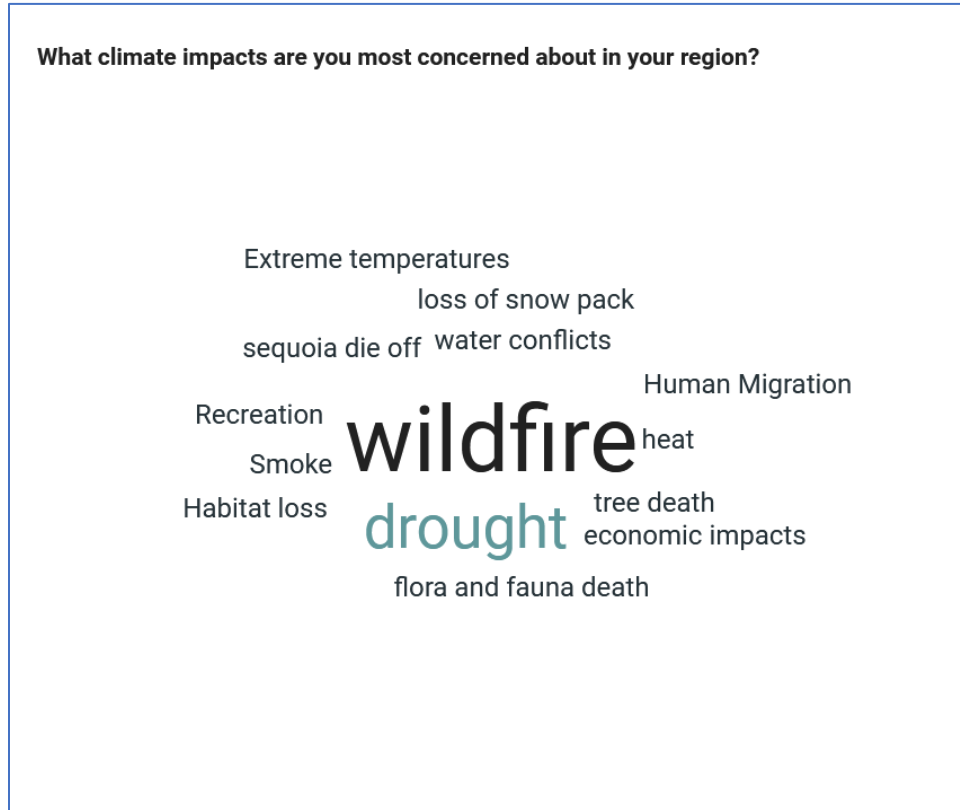 What climate impacts are you most concerned about in your region?
Extreme temperatures
loss of snow pack
water conflicts
sequoia die off
Human Migration
Recreation
wildfire
heat
Smoke
Habitat loss
tree death
drought
economic impacts
flora and fauna death